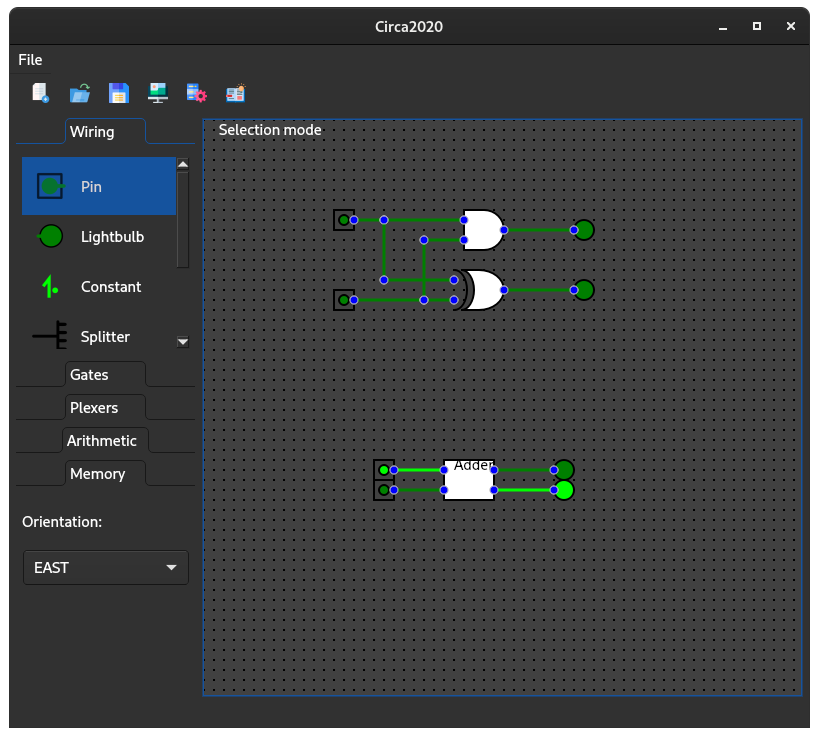 Circa2020
File
Wiring
Selection mode
Pin
Lightbulb
Constant
Splitter
Gates
Plexers
Arithmetic
Memory
Adder
Orientation:
EAST